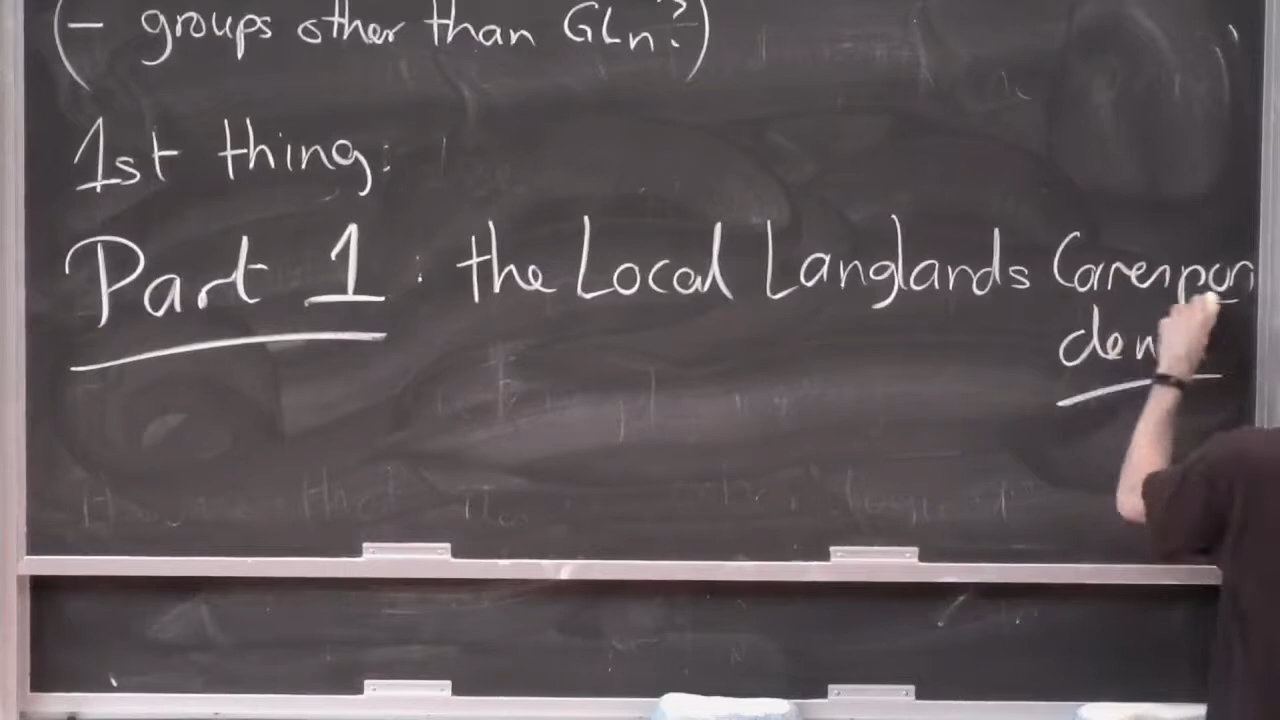 (- groups other than GLn?)
1st thing:
Part 1: the Local Langlands Correspon
den